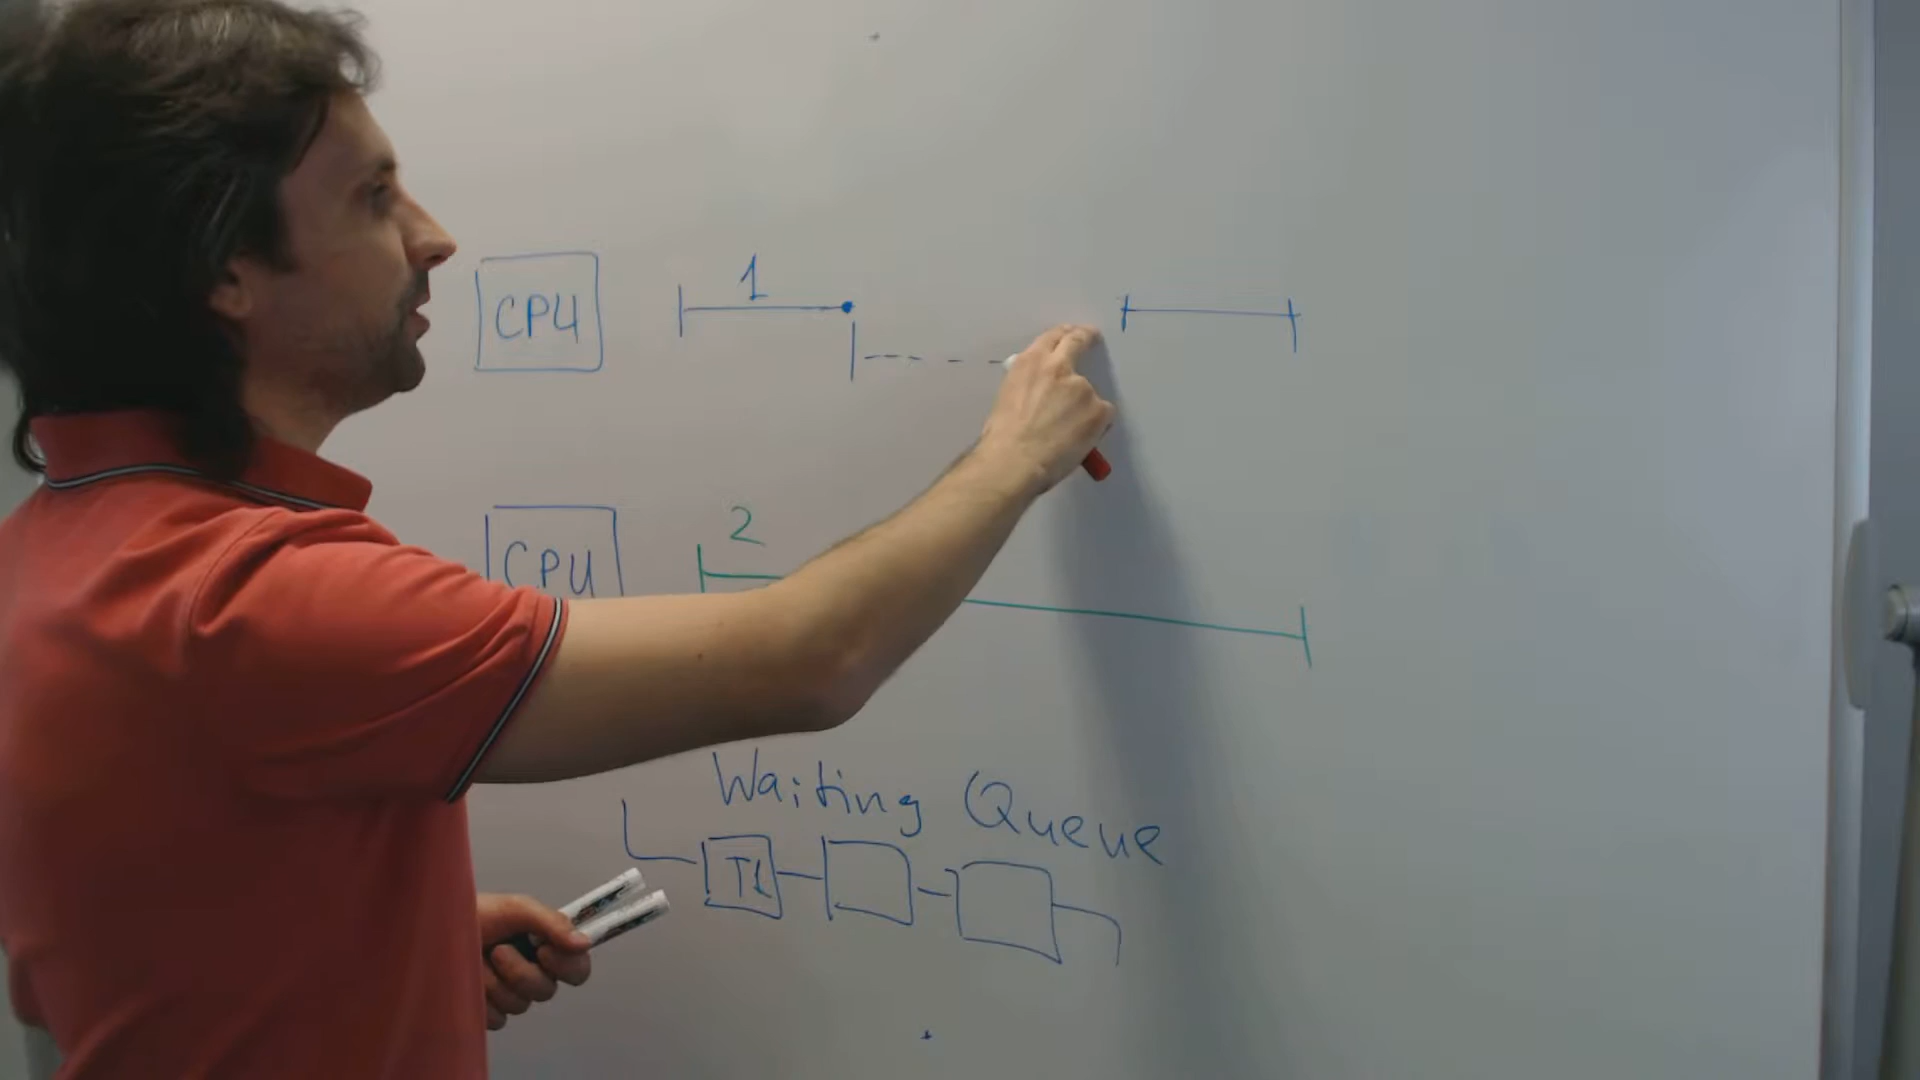 1
CPU
2
CPU
Waiting Queue
T1